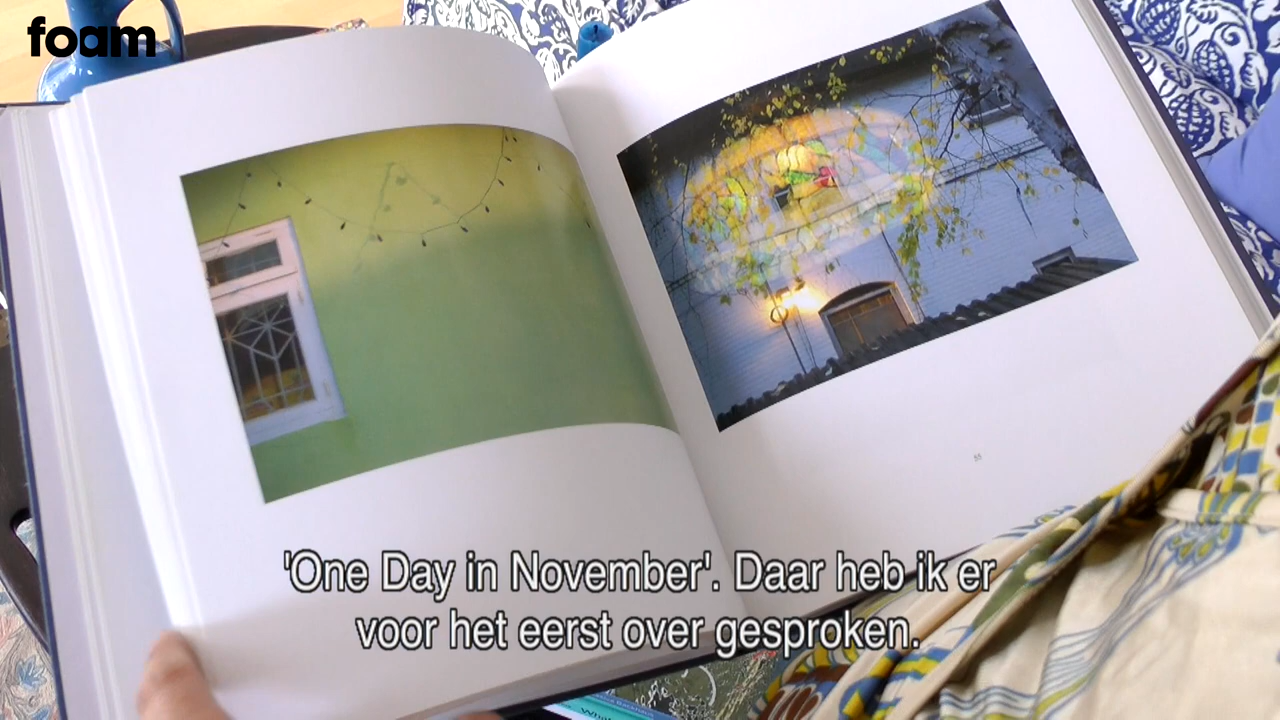 foam
'One Day in November'. Daar heb ik er
voor het eerst over gesproken.